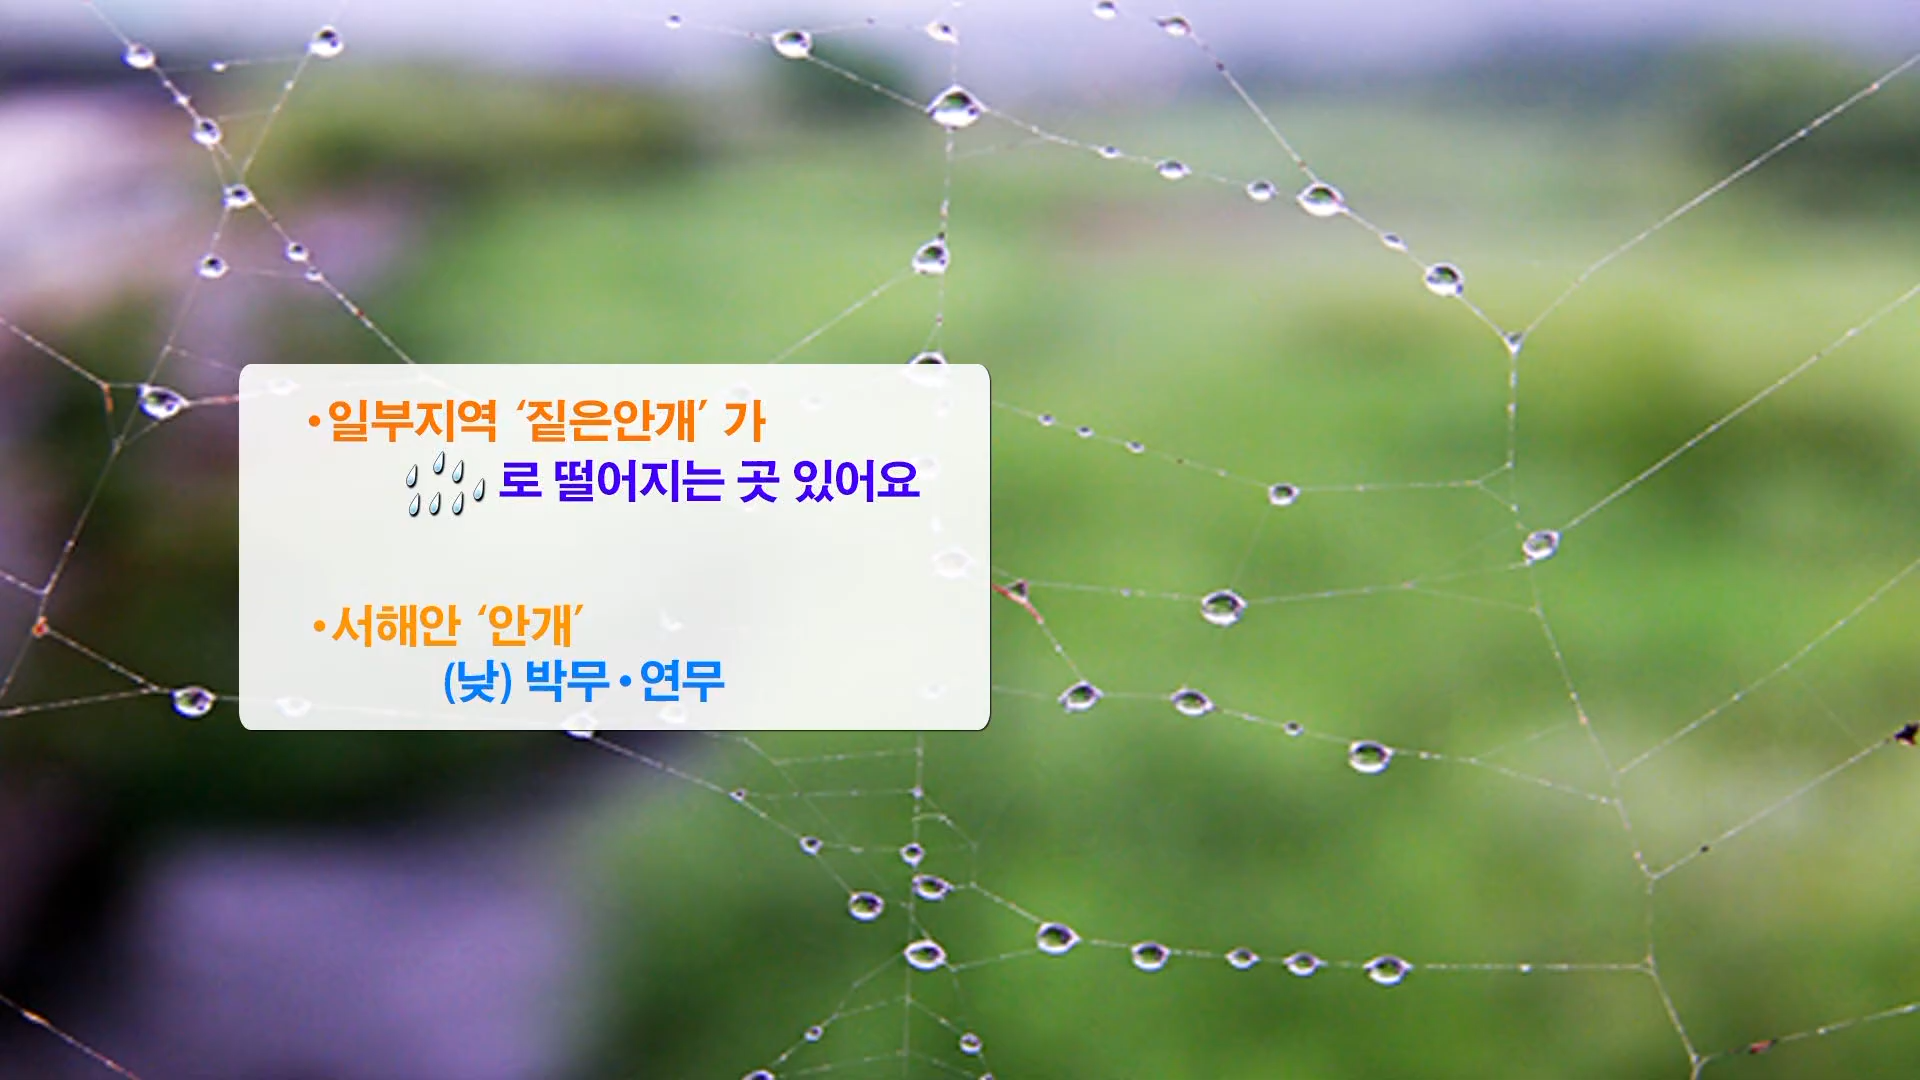 •일부지역 ‘짙은안개’ 가
로 떨어지는 곳 있어요
•서해안 ‘안개’
(낮) 박무•연무